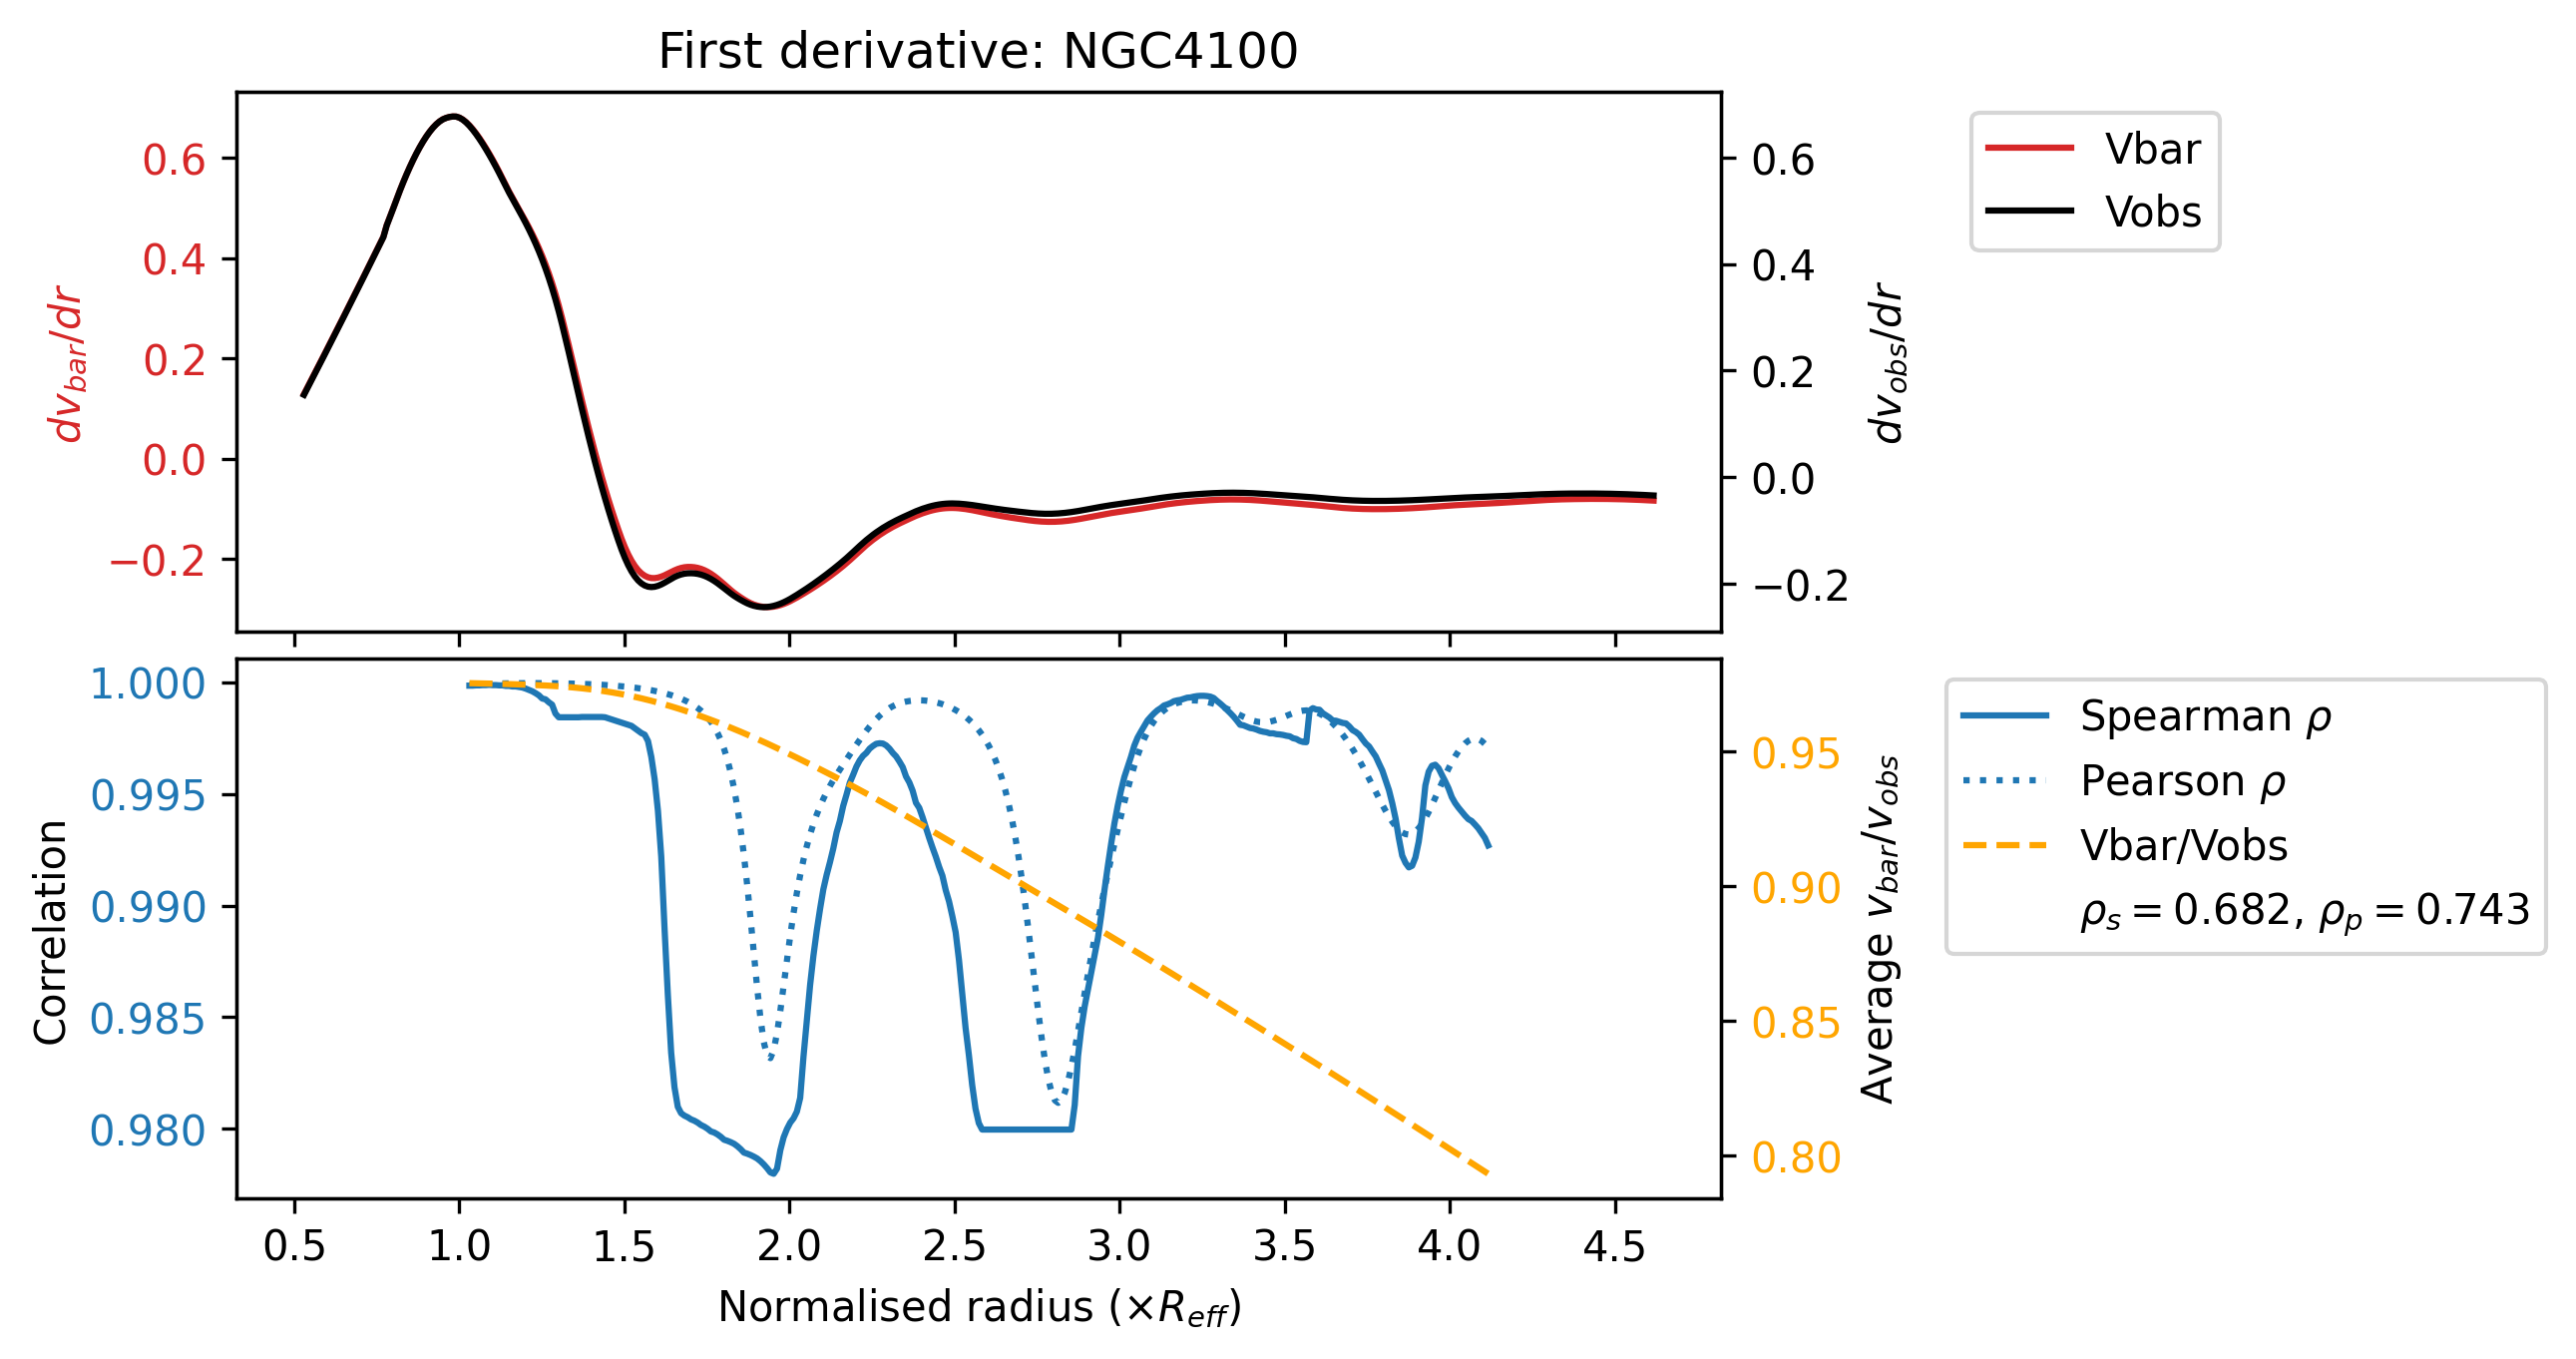 First derivative: NGC4100
0.6
0.4
0.2
0.0
−0.2
dv_bar/dr
0.6
0.4
0.2
0.0
−0.2
dv_obs/dr
Vbar
Vobs
1.000
0.995
0.990
0.985
0.980
Correlation
0.95
0.90
0.85
0.80
Average v_bar/v_obs
Spearman ρ
Pearson ρ
Vbar/Vobs
ρ_s = 0.682, ρ_p = 0.743
0.5 1.0 1.5 2.0 2.5 3.0 3.5 4.0 4.5
Normalised radius (×R_eff)